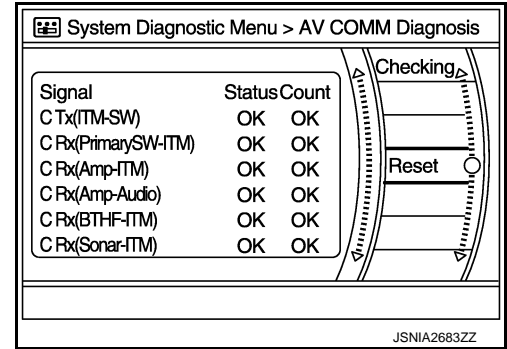 System Diagnostic Menu > AV COMM Diagnosis
Checking
Signal Status Count
C Tx(ITM-SW) OK OK
C Rx(PrimarySW-ITM) OK OK
C Rx(Amp-ITM) OK OK
Reset
C Rx(Amp-Audio) OK OK
C Rx(BTHF-ITM) OK OK
C Rx(Sonar-ITM) OK OK
JSNIA2683ZZ